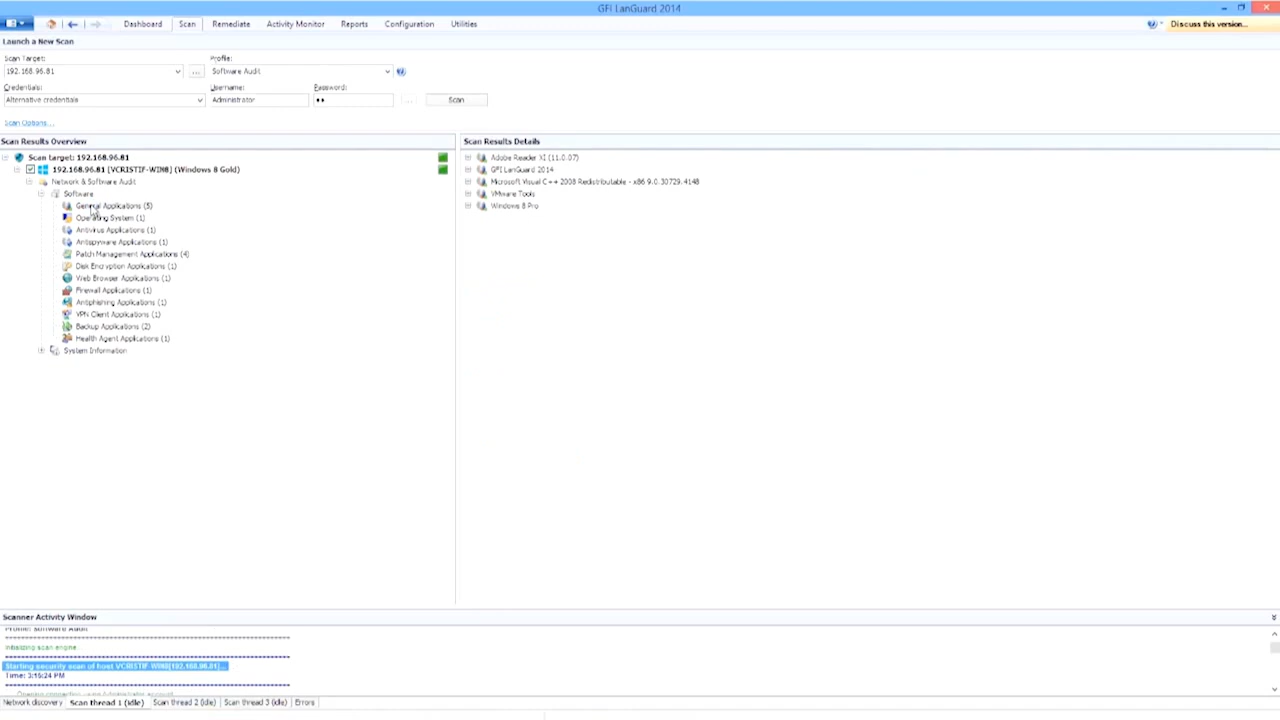 GFI LanGuard 2014
Dashboard Scan Remediate Activity Monitor Reports Configuration Utilities Discuss this version...
Launch a New Scan
Scan Target: Profile:
192.168.96.81 ... Software Audit
Credentials: Username: Password:
Alternative credentials Administrator •• ... Scan
Scan Options...
Scan Results Overview
Scan target: 192.168.96.81
192.168.96.81 [VCRISTIF-WIN8] (Windows 8 Gold)
Network & Software Audit
Software
General Applications (5)
Operating System (1)
Antivirus Applications (1)
Antispyware Applications (1)
Patch Management Applications (4)
Disk Encryption Applications (1)
Web Browser Applications (1)
Firewall Applications (1)
Antiphishing Applications (1)
VPN Client Applications (1)
Backup Applications (2)
Health Agent Applications (1)
System Information
Scan Results Details
Adobe Reader XI (11.0.07)
GFI LanGuard 2014
Microsoft Visual C++ 2008 Redistributable - x86 9.0.30729.4148
VMware Tools
Windows 8 Pro
Scanner Activity Window
Profile: Software Audit
Initializing scan engine
Starting security scan of host VCRISTIF-WIN8[192.168.96.81]...
Time: 3:15:24 PM
Network discovery Scan thread 1 (idle) Scan thread 2 (idle) Scan thread 3 (idle) Errors